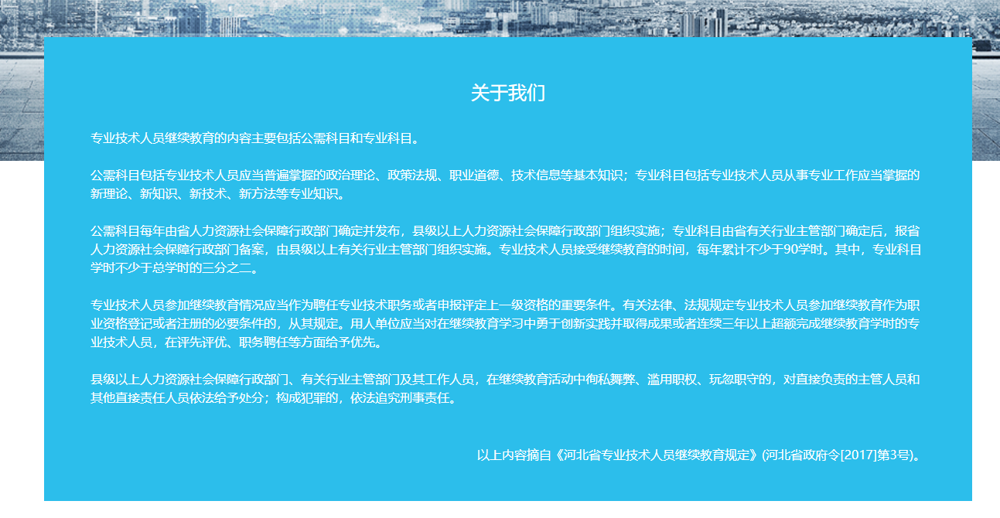 关于我们
专业技术人员继续教育的内容主要包括公需科目和专业科目。
公需科目包括专业技术人员应当普遍掌握的政治理论、政策法规、职业道德、技术信息等基本知识；专业科目包括专业技术人员从事专业工作应当掌握的
新理论、新知识、新技术、新方法等专业知识。
公需科目每年由省人力资源社会保障行政部门确定并发布，县级以上人力资源社会保障行政部门组织实施；专业科目由省有关行业主管部门确定后，报省
人力资源社会保障行政部门备案，由县级以上有关行业主管部门组织实施。专业技术人员接受继续教育的时间，每年累计不少于90学时。其中，专业科目
学时不少于总学时的三分之二。
专业技术人员参加继续教育情况应当作为聘任专业技术职务或者申报评定上一级资格的重要条件。有关法律、法规规定专业技术人员参加继续教育作为职
业资格登记或者注册的必要条件的，从其规定。用人单位应当对在继续教育学习中勇于创新实践并取得成果或者连续三年以上超额完成继续教育学时的专
业技术人员，在评先评优、职务聘任等方面给予优先。
县级以上人力资源社会保障行政部门、有关行业主管部门及其工作人员，在继续教育活动中徇私舞弊、滥用职权、玩忽职守的，对直接负责的主管人员和
其他直接责任人员依法给予处分；构成犯罪的，依法追究刑事责任。
以上内容摘自《河北省专业技术人员继续教育规定》(河北省政府令[2017]第3号)。